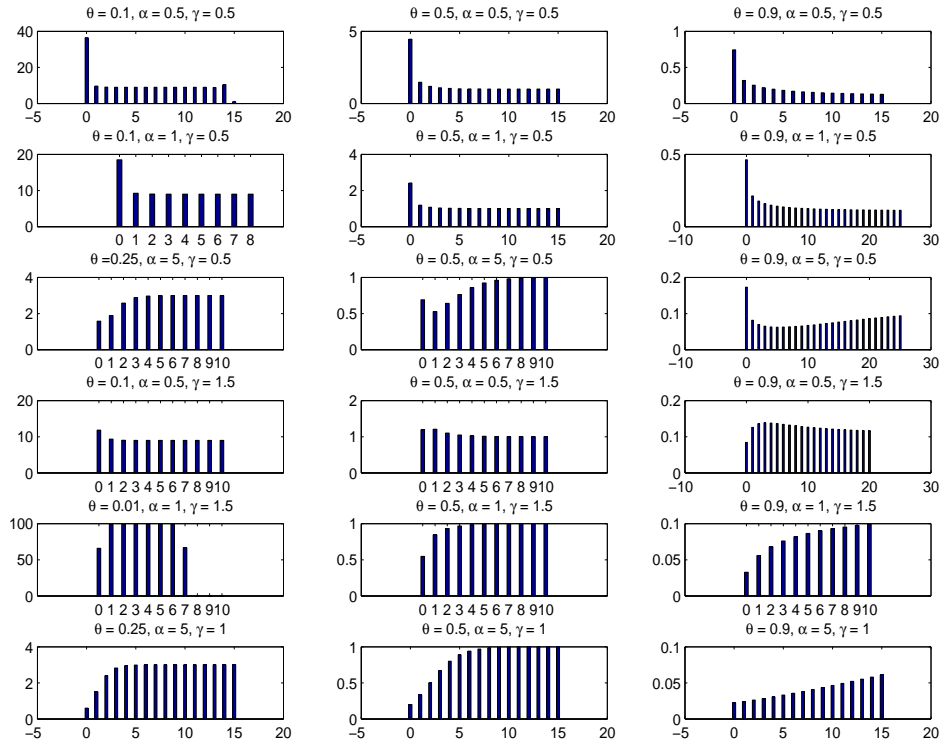 θ = 0.1, α = 0.5, γ = 0.5
θ = 0.5, α = 0.5, γ = 0.5
θ = 0.9, α = 0.5, γ = 0.5
40
20
0
−5 0 5 10 15 20
5
0
−5 0 5 10 15 20
1
0.5
0
−5 0 5 10 15 20
θ = 0.1, α = 1, γ = 0.5
θ = 0.5, α = 1, γ = 0.5
θ = 0.9, α = 1, γ = 0.5
20
10
0
0 1 2 3 4 5 6 7 8
4
2
0
−5 0 5 10 15 20
0.5
0
−10 0 10 20 30
θ =0.25, α = 5, γ = 0.5
θ = 0.5, α = 5, γ = 0.5
θ = 0.9, α = 5, γ = 0.5
4
2
0
0 1 2 3 4 5 6 7 8 910
1
0.5
0
0 1 2 3 4 5 6 7 8 910
0.2
0.1
0
−10 0 10 20 30
θ = 0.1, α = 0.5, γ = 1.5
θ = 0.5, α = 0.5, γ = 1.5
θ = 0.9, α = 0.5, γ = 1.5
20
10
0
0 1 2 3 4 5 6 7 8 910
2
1
0
0 1 2 3 4 5 6 7 8 910
0.2
0.1
0
−10 0 10 20 30
θ = 0.01, α = 1, γ = 1.5
θ = 0.5, α = 1, γ = 1.5
θ = 0.9, α = 1, γ = 1.5
100
50
0
0 1 2 3 4 5 6 7 8 910
1
0.5
0
0 1 2 3 4 5 6 7 8 910
0.1
0.05
0
0 1 2 3 4 5 6 7 8 910
θ = 0.25, α = 5, γ = 1
θ = 0.5, α = 5, γ = 1
θ = 0.9, α = 5, γ = 1
4
2
0
−5 0 5 10 15 20
1
0.5
0
−5 0 5 10 15 20
0.1
0.05
0
−5 0 5 10 15 20